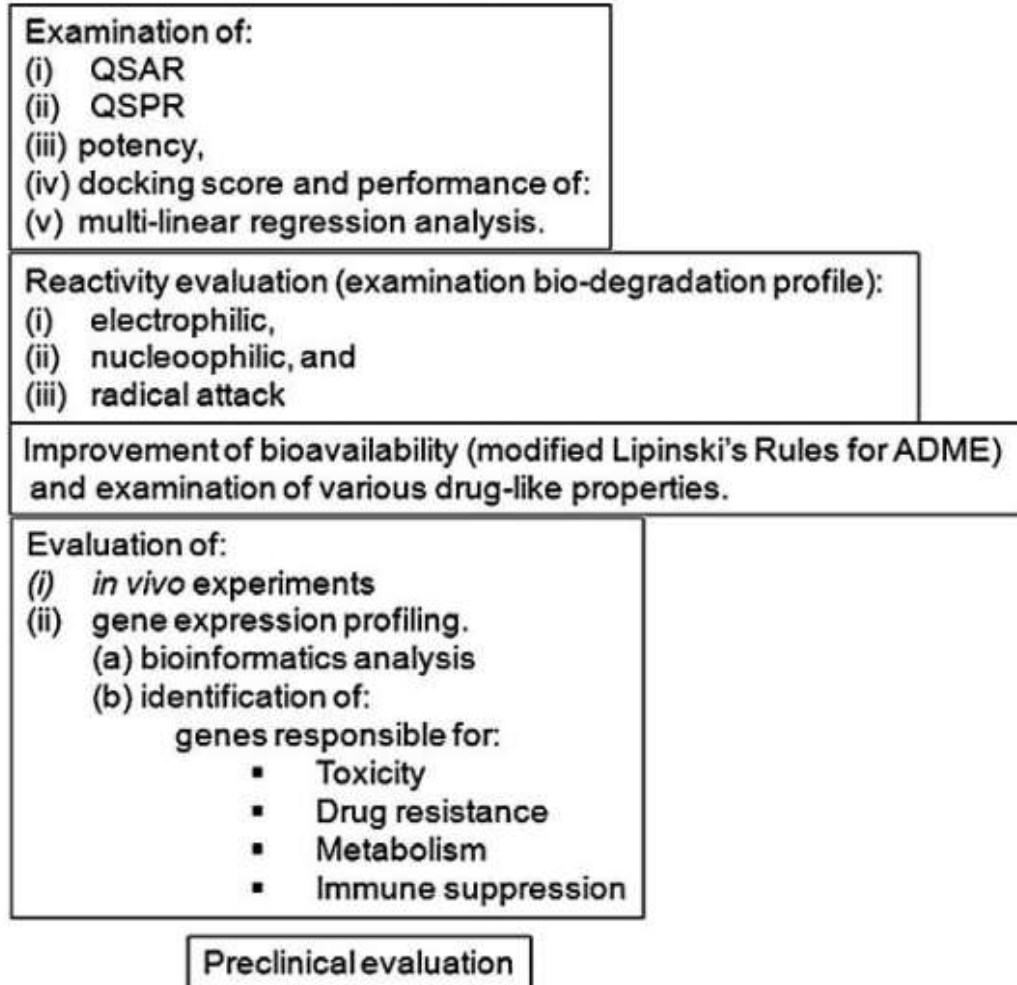 Examination of:
(i) QSAR
(ii) QSPR
(iii) potency,
(iv) docking score and performance of:
(v) multi-linear regression analysis.
Reactivity evaluation (examination bio-degradation profile):
(i) electrophilic,
(ii) nucleoophilic, and
(iii) radical attack
Improvement of bioavailability (modified Lipinski's Rules for ADME)
and examination of various drug-like properties.
Evaluation of:
(i) in vivo experiments
(ii) gene expression profiling.
(a) bioinformatics analysis
(b) identification of:
genes responsible for:
▪ Toxicity
▪ Drug resistance
▪ Metabolism
▪ Immune suppression
Preclinical evaluation